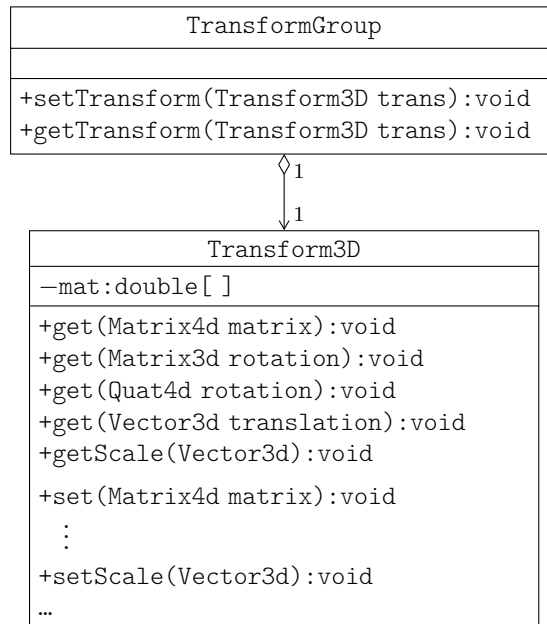 TransformGroup
+setTransform(Transform3D trans):void
+getTransform(Transform3D trans):void
1
1
Transform3D
−mat:double[ ]
+get(Matrix4d matrix):void
+get(Matrix3d rotation):void
+get(Quat4d rotation):void
+get(Vector3d translation):void
+getScale(Vector3d):void
+set(Matrix4d matrix):void
⋮
+setScale(Vector3d):void
…